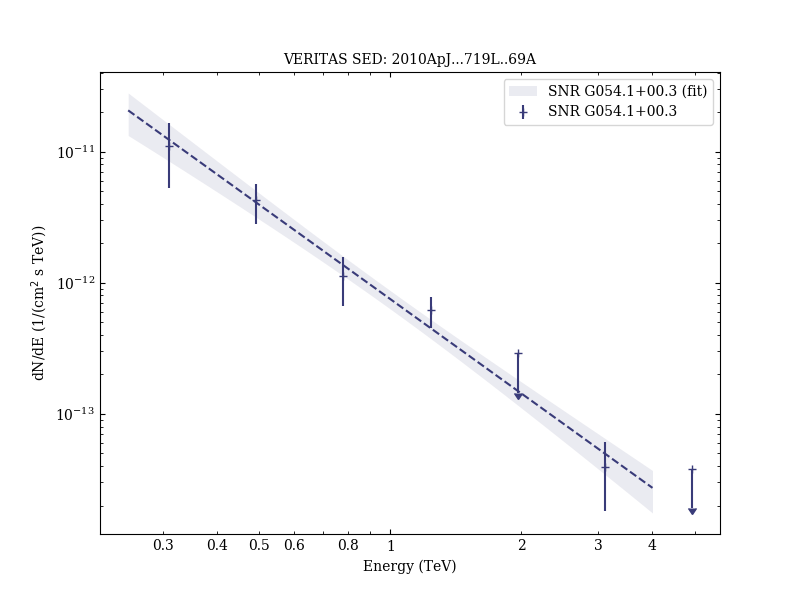 VERITAS SED: 2010ApJ...719L..69A
SNR G054.1+00.3 (fit)
SNR G054.1+00.3
dN/dE (1/(cm² s TeV))
10⁻¹¹
10⁻¹²
10⁻¹³
0.3 0.4 0.5 0.6 0.8 1 2 3 4
Energy (TeV)